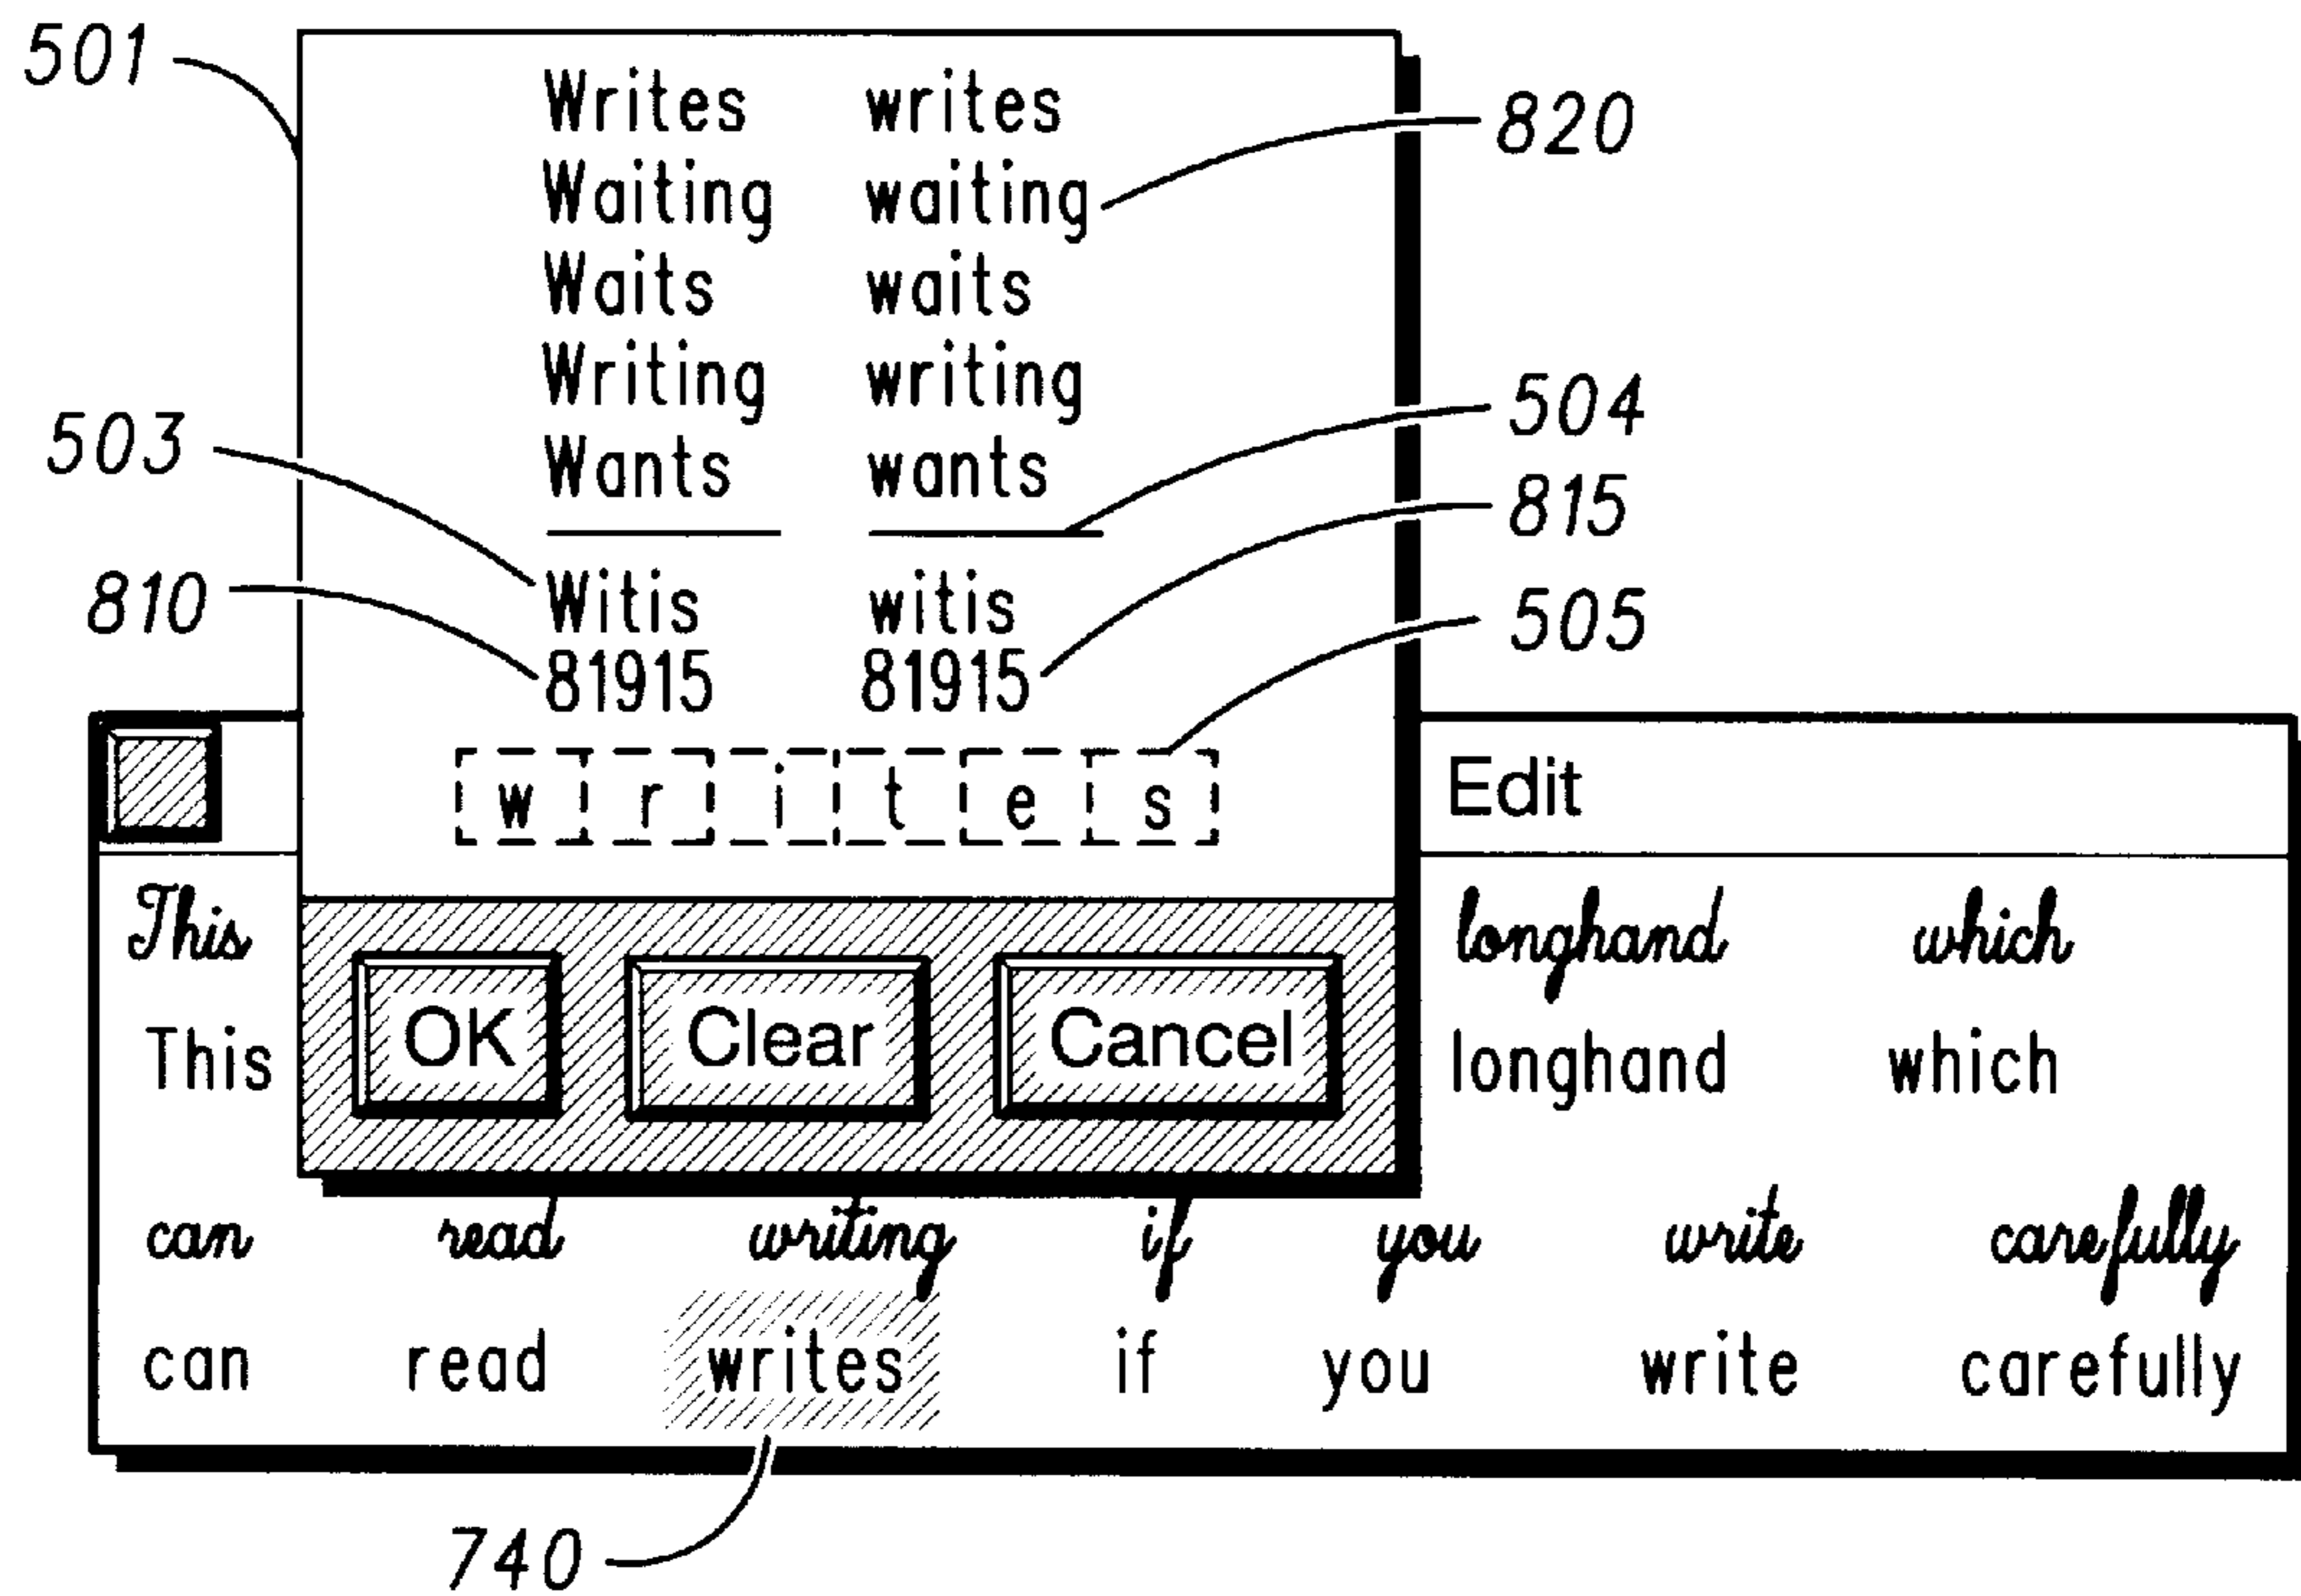 501
Writes writes
820
Waiting waiting
Waits waits
Writing writing
504
503
Wants wants
815
810
Witis witis
505
81915 81915
w r i t e s
Edit
This longhand which
OK Clear Cancel
This longhand which
can read writing if you write carefully
can read writes if you write carefully
740